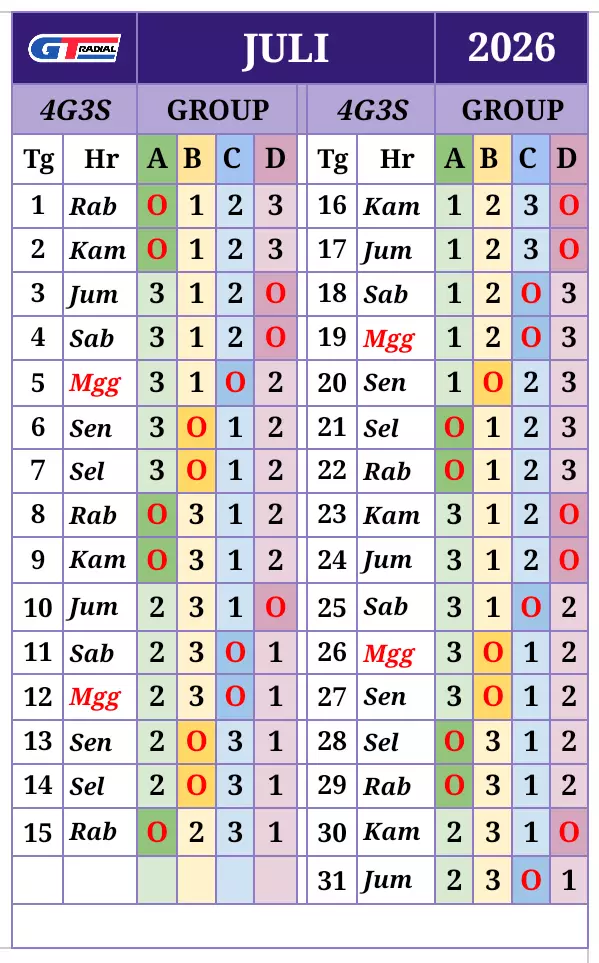 GT RADIAL JULI 2026
4G3S GROUP 4G3S GROUP
Tg Hr A B C D Tg Hr A B C D
1 Rab O 1 2 3 16 Kam 1 2 3 O
2 Kam O 1 2 3 17 Jum 1 2 3 O
3 Jum 3 1 2 O 18 Sab 1 2 O 3
4 Sab 3 1 2 O 19 Mgg 1 2 O 3
5 Mgg 3 1 O 2 20 Sen 1 O 2 3
6 Sen 3 O 1 2 21 Sel O 1 2 3
7 Sel 3 O 1 2 22 Rab O 1 2 3
8 Rab O 3 1 2 23 Kam 3 1 2 O
9 Kam O 3 1 2 24 Jum 3 1 2 O
10 Jum 2 3 1 O 25 Sab 3 1 O 2
11 Sab 2 3 O 1 26 Mgg 3 O 1 2
12 Mgg 2 3 O 1 27 Sen 3 O 1 2
13 Sen 2 O 3 1 28 Sel O 3 1 2
14 Sel 2 O 3 1 29 Rab O 3 1 2
15 Rab O 2 3 1 30 Kam 2 3 1 O
31 Jum 2 3 O 1